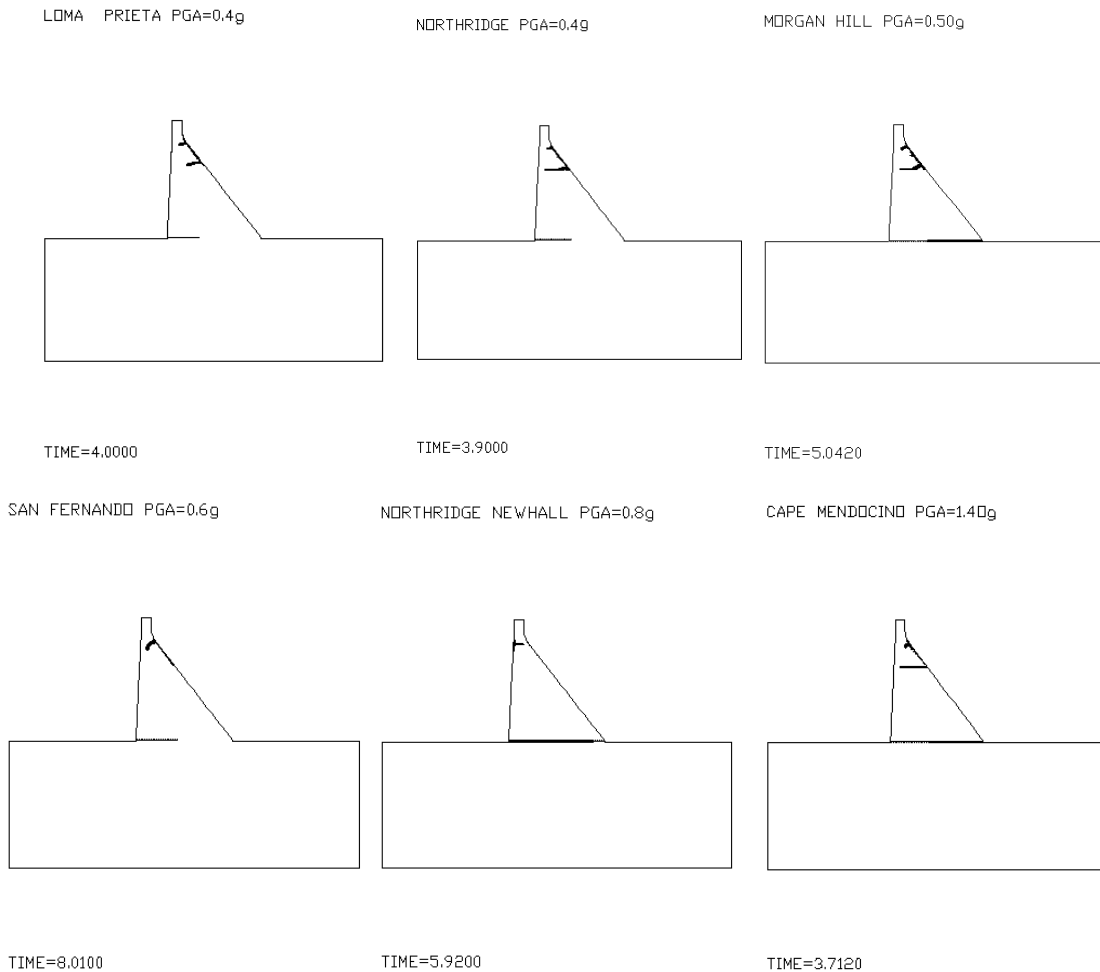 LOMA PRIETA PGA=0.4g
NORTHRIDGE PGA=0.4g
MORGAN HILL PGA=0.50g
TIME=4.0000
TIME=3.9000
TIME=5.0420
SAN FERNANDO PGA=0.6g
NORTHRIDGE NEWHALL PGA=0.8g
CAPE MENDOCINO PGA=1.40g
TIME=8.0100
TIME=5.9200
TIME=3.7120